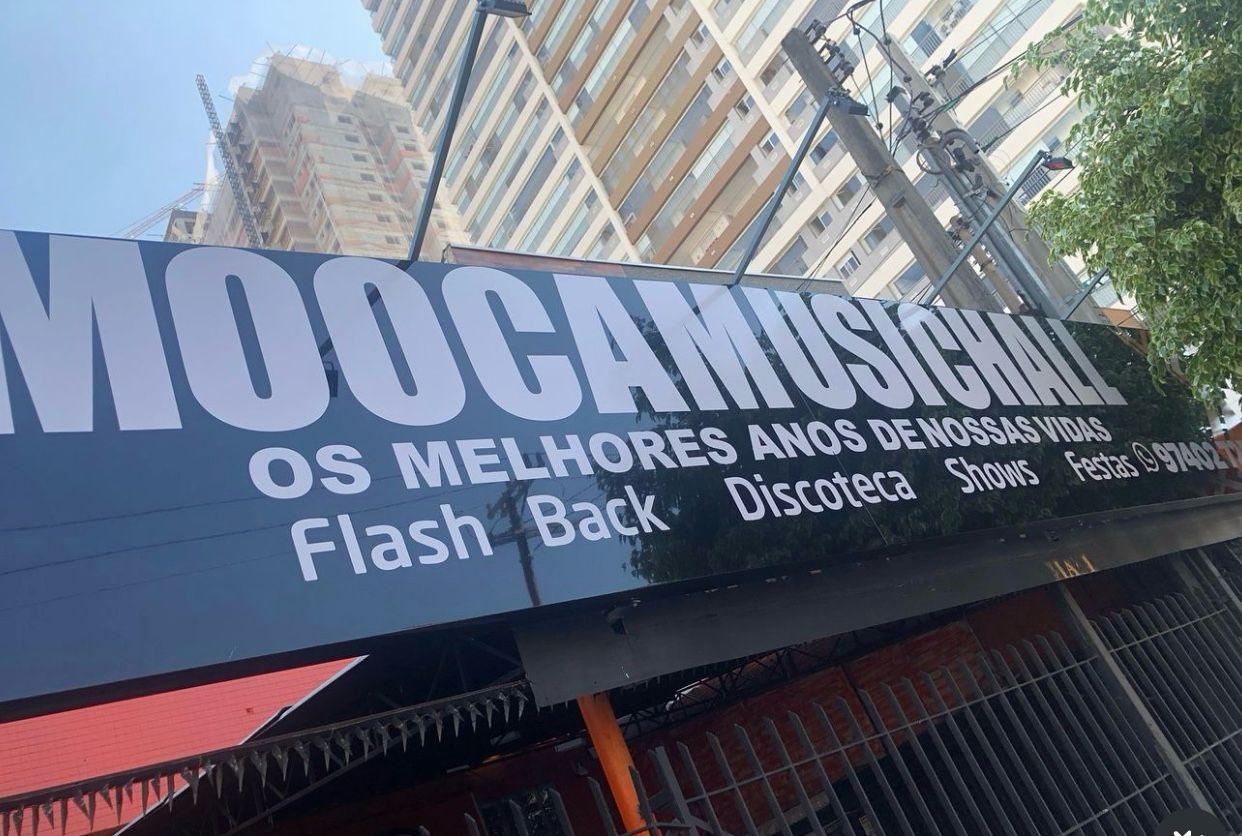 MOOCAMUSICHALL
OS MELHORES ANOS DE NOSSAS VIDAS
Flash Back Discoteca Shows Festas